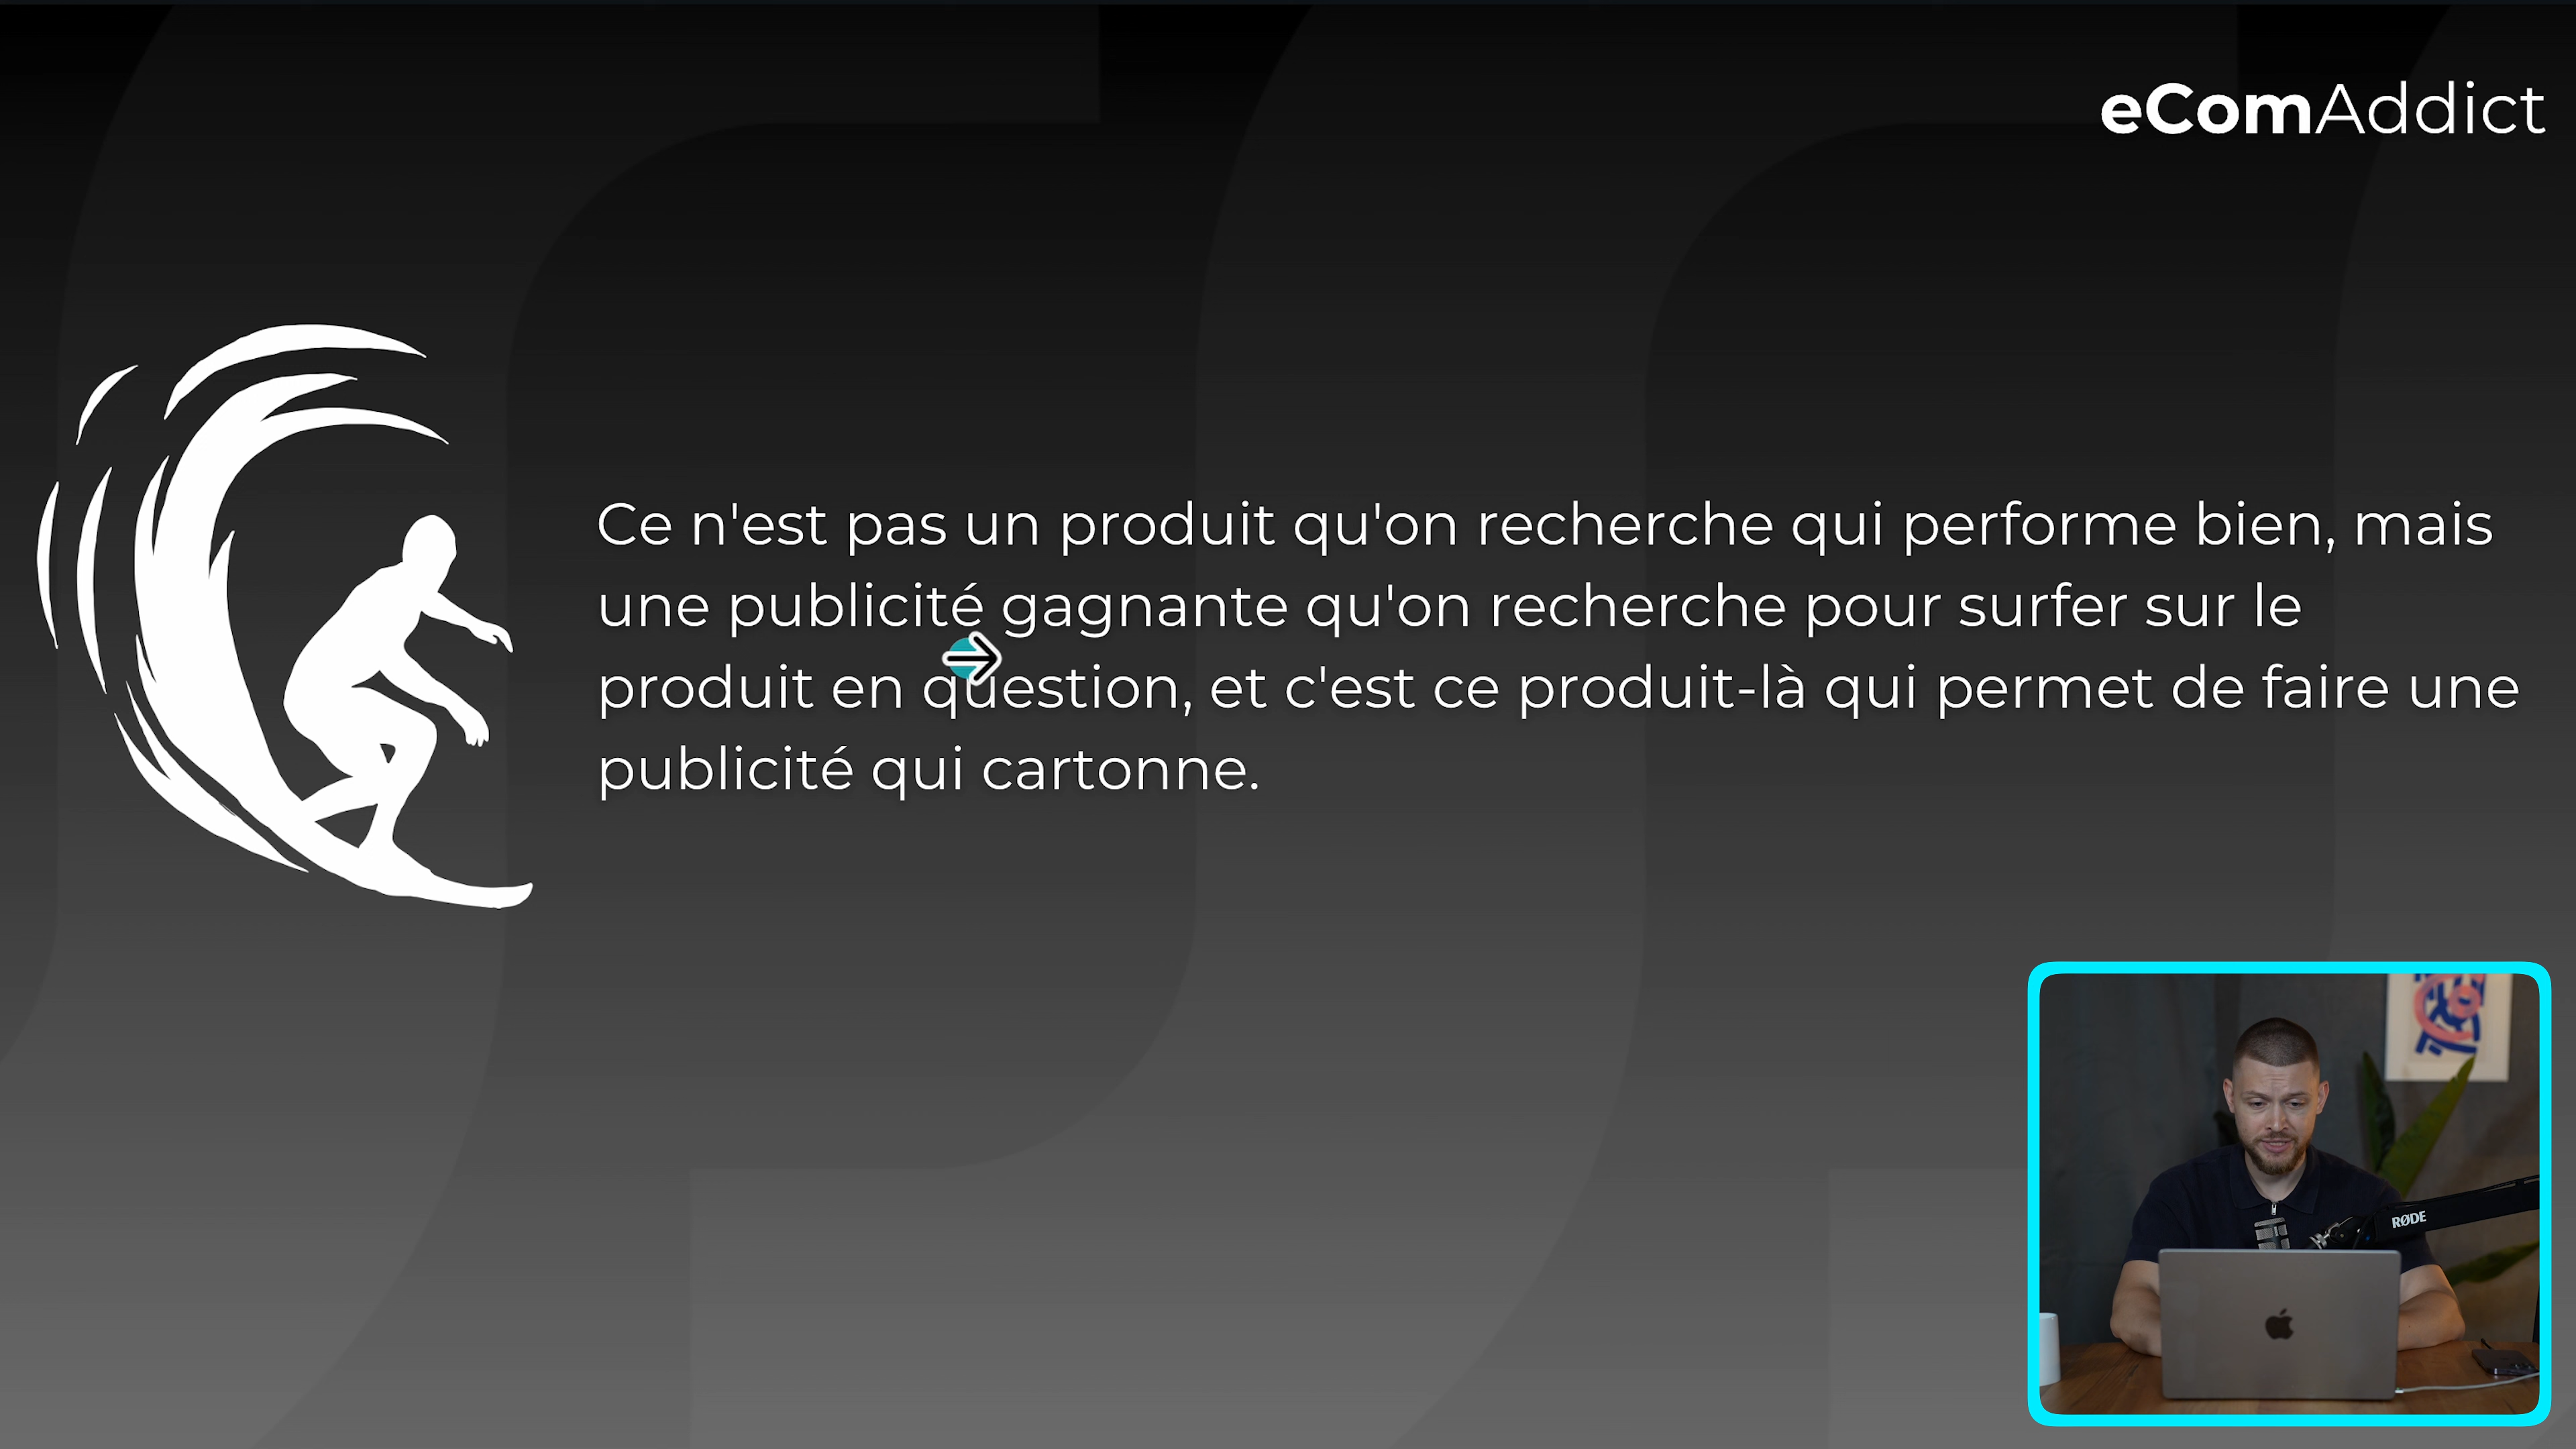 eComAddict
Ce n'est pas un produit qu'on recherche qui performe bien, mais
une publicité gagnante qu'on recherche pour surfer sur le
produit en question, et c'est ce produit-là qui permet de faire une
publicité qui cartonne.
RØDE